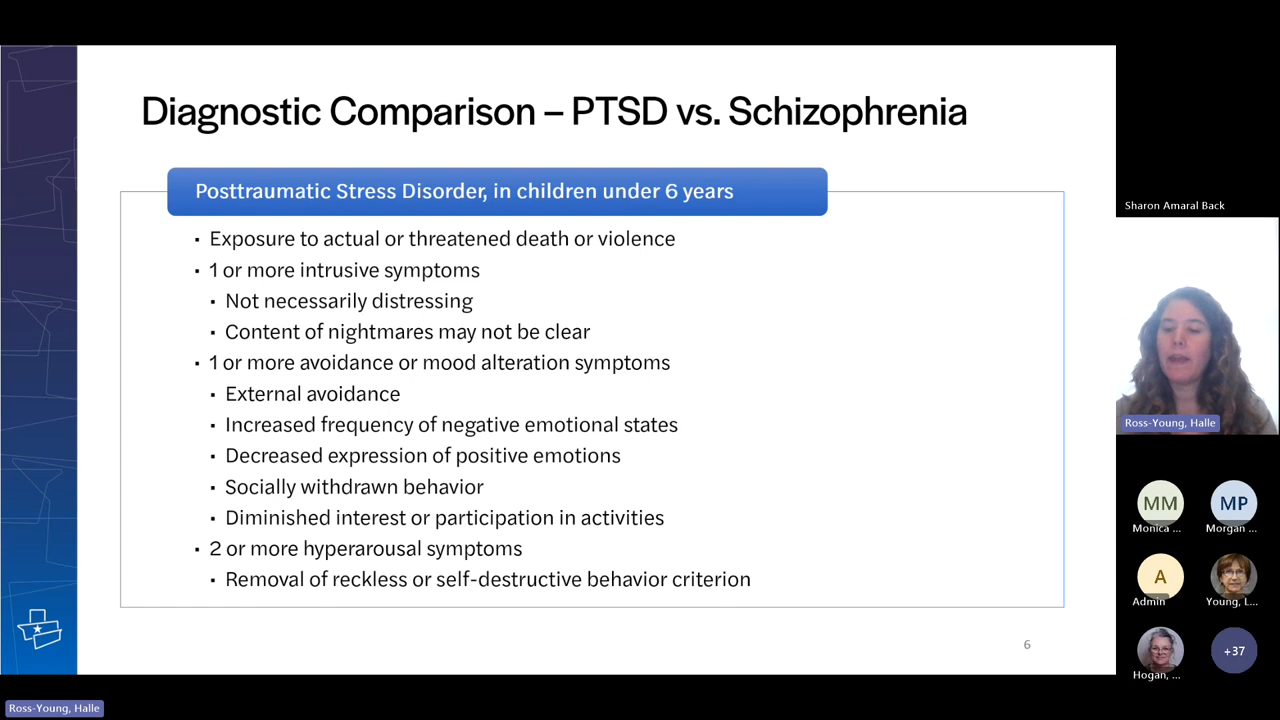 Diagnostic Comparison – PTSD vs. Schizophrenia
Posttraumatic Stress Disorder, in children under 6 years
▪ Exposure to actual or threatened death or violence
▪ 1 or more intrusive symptoms
▪ Not necessarily distressing
▪ Content of nightmares may not be clear
▪ 1 or more avoidance or mood alteration symptoms
▪ External avoidance
▪ Increased frequency of negative emotional states
▪ Decreased expression of positive emotions
▪ Socially withdrawn behavior
▪ Diminished interest or participation in activities
▪ 2 or more hyperarousal symptoms
▪ Removal of reckless or self-destructive behavior criterion
6
Sharon Amaral Back
Ross-Young, Halle
MM
Monica ...
MP
Morgan ...
A
Admin
Young, L...
Hogan, ...
+37
Ross-Young, Halle